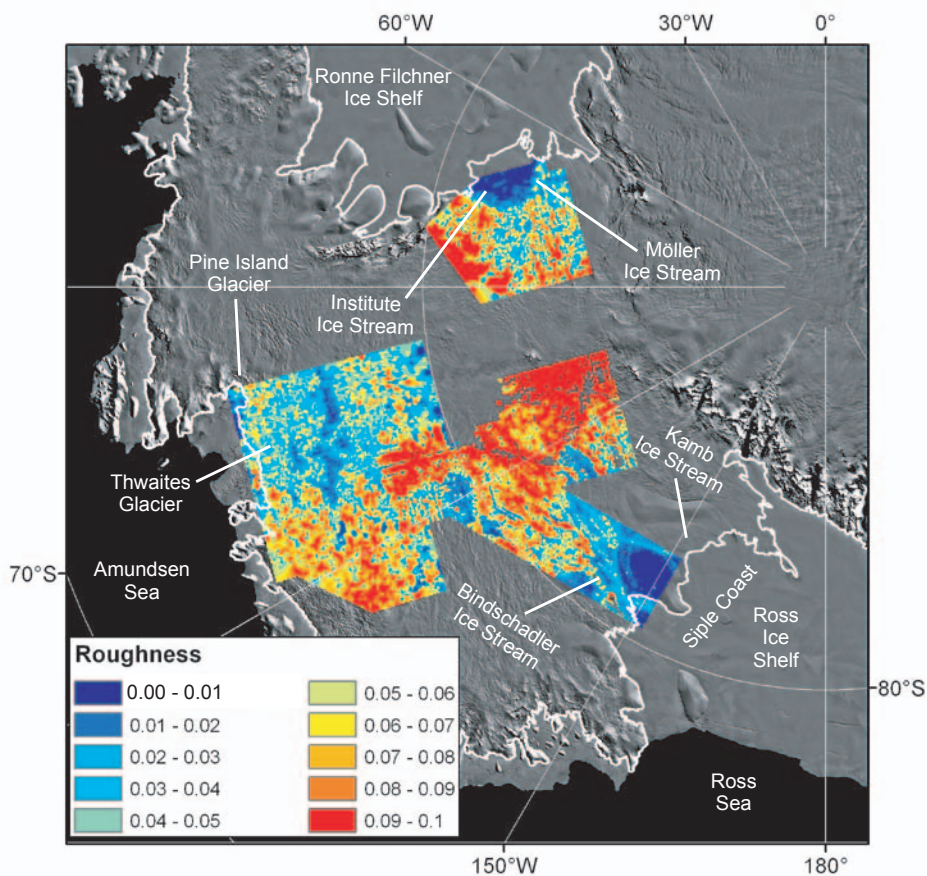 60°W
30°W
0°
Ronne Filchner
Ice Shelf
Möller
Ice Stream
Pine Island
Glacier
Institute
Ice Stream
Kamb
Ice Stream
Thwaites
Glacier
70°S
Amundsen
Sea
Bindschadler
Ice Stream
Siple Coast
Ross
Ice
Shelf
80°S
Roughness
0.00 - 0.01
0.01 - 0.02
0.02 - 0.03
0.03 - 0.04
0.04 - 0.05
0.05 - 0.06
0.06 - 0.07
0.07 - 0.08
0.08 - 0.09
0.09 - 0.1
Ross
Sea
150°W
180°